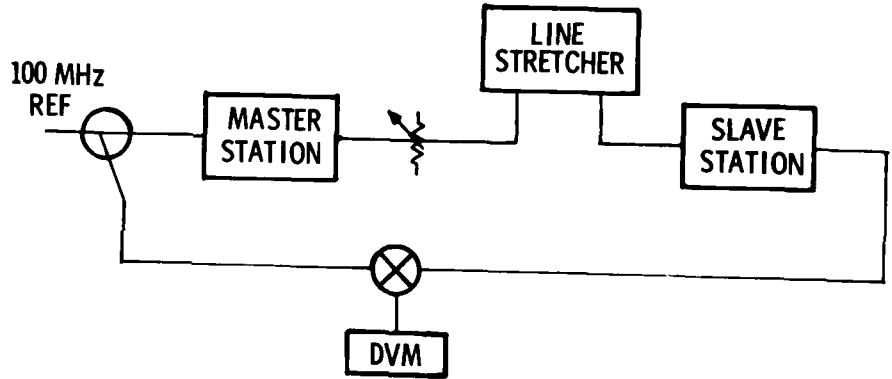 100 MHz
REF
MASTER
STATION
LINE
STRETCHER
SLAVE
STATION
DVM